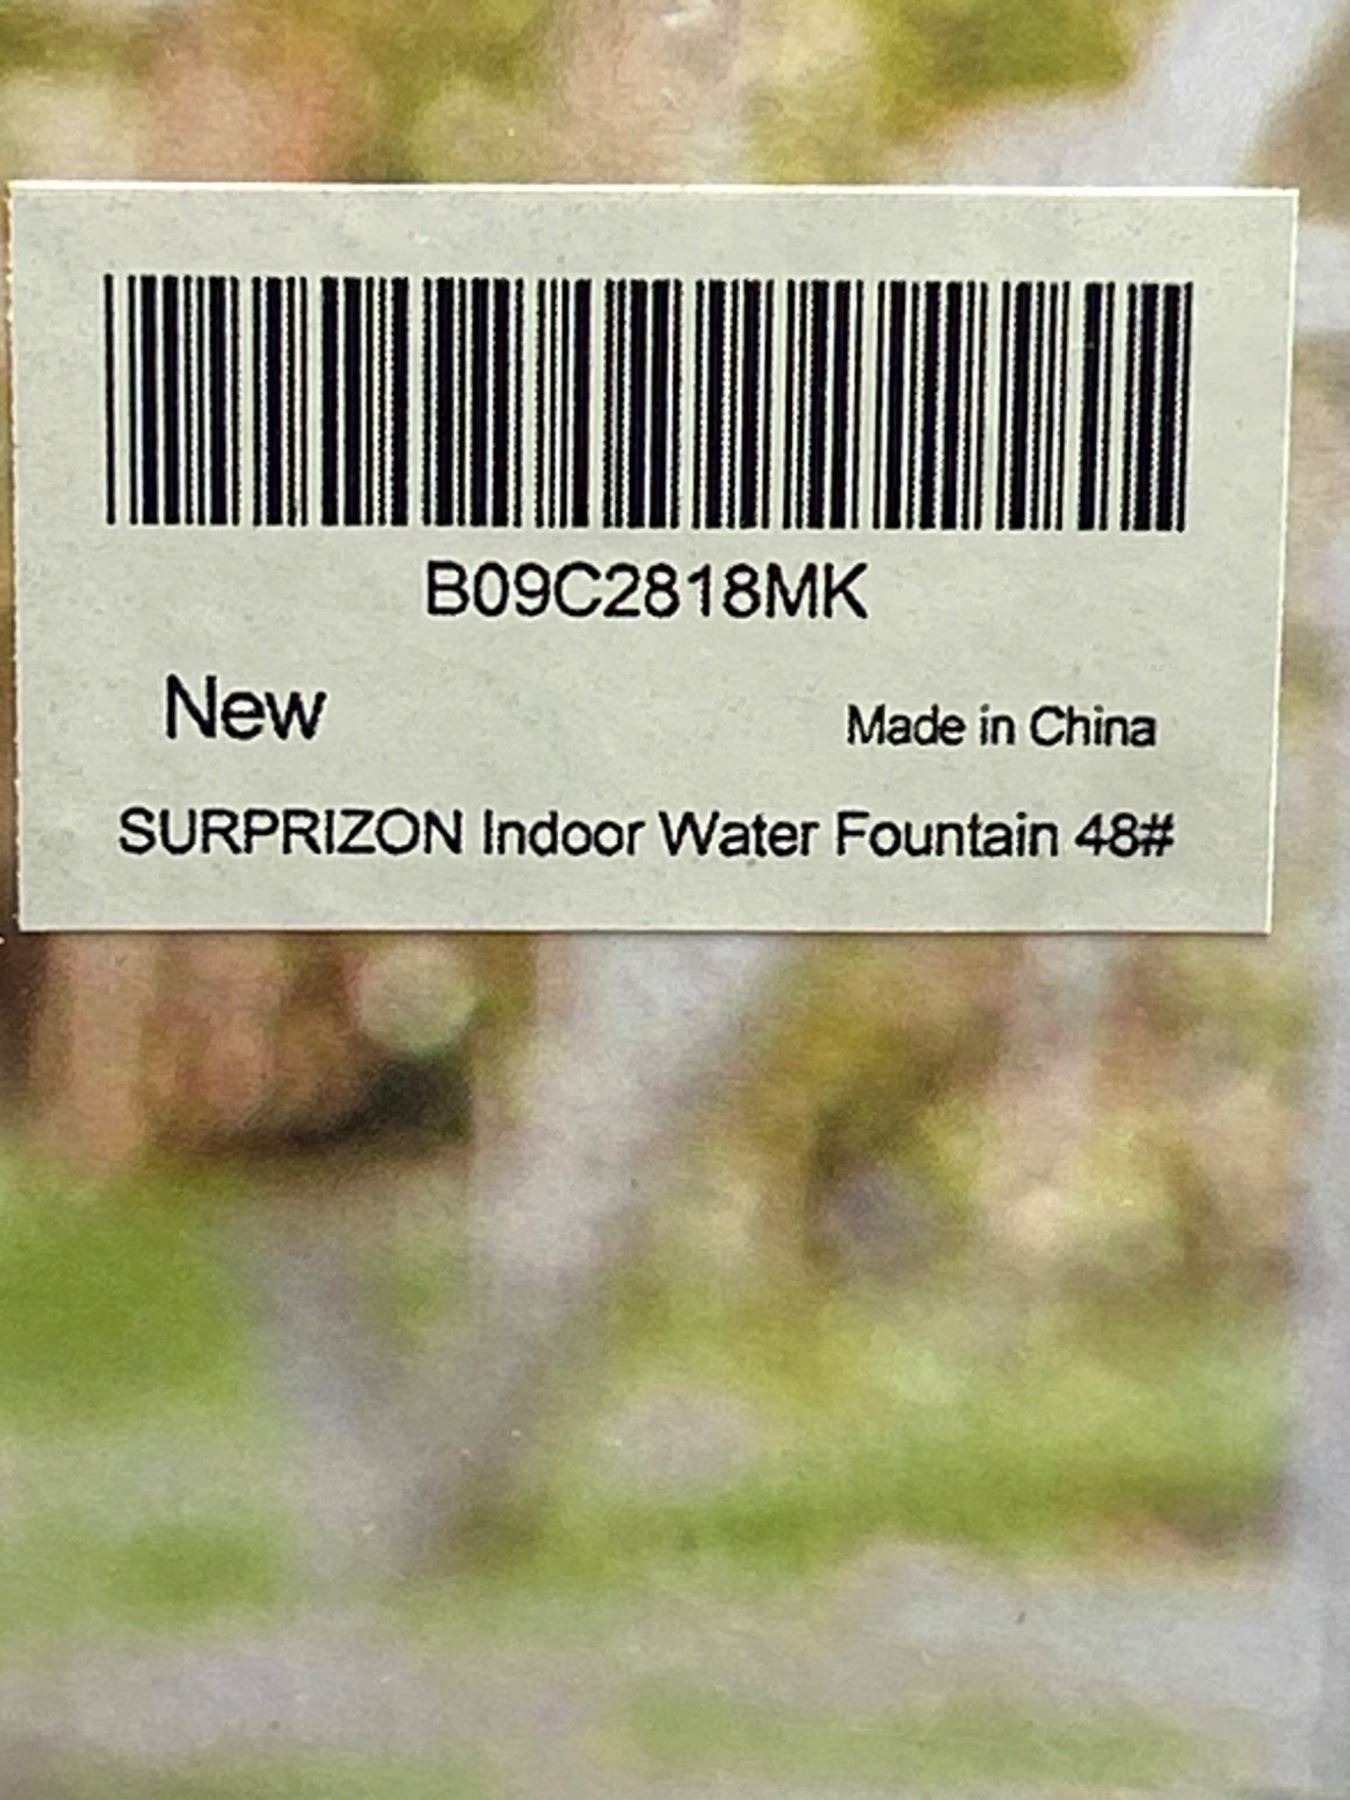 B09C2818MK
New
Made in China
SURPRIZON Indoor Water Fountain 48#